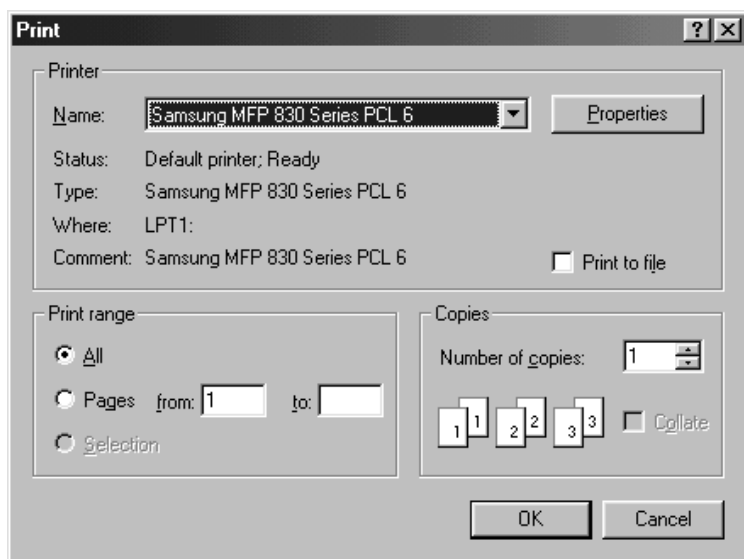 Print
Printer
Name: Samsung MFP 830 Series PCL 6 Properties
Status: Default printer; Ready
Type: Samsung MFP 830 Series PCL 6
Where: LPT1:
Comment: Samsung MFP 830 Series PCL 6 Print to file
Print range
All
Pages from: 1 to:
Selection
Copies
Number of copies: 1
1 1 2 2 3 3 Collate
OK Cancel